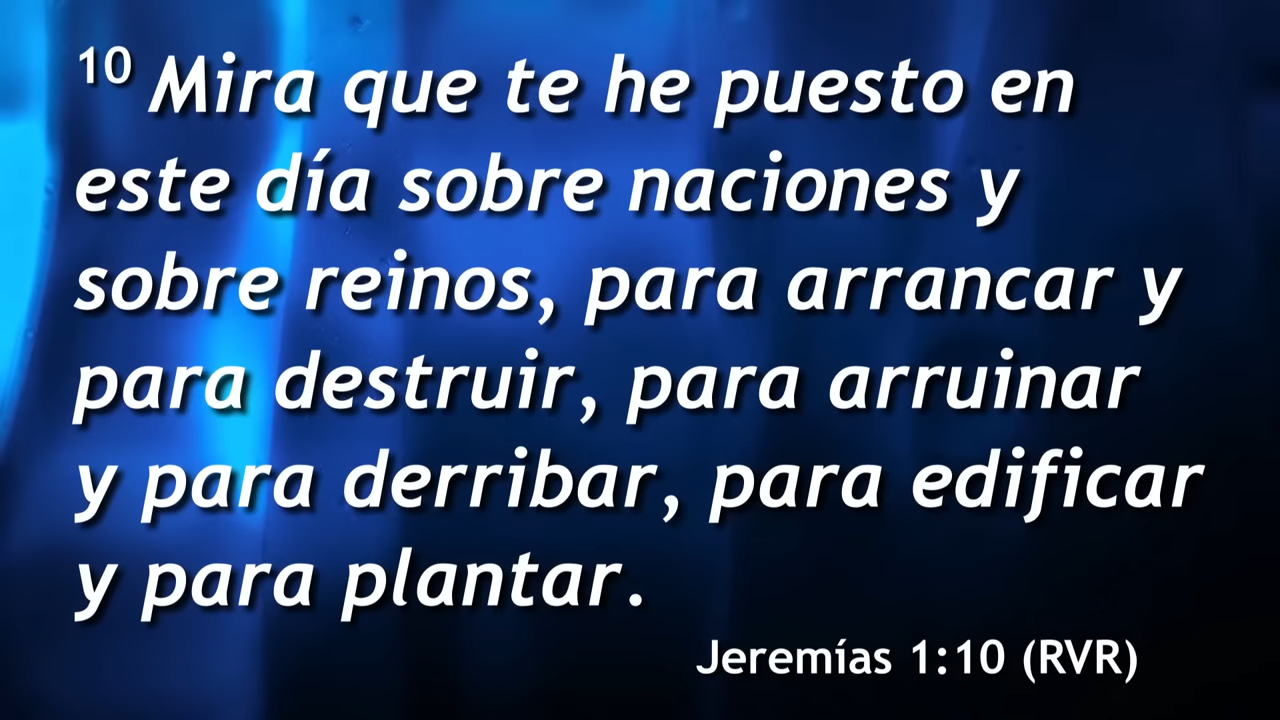 10 Mira que te he puesto en
este día sobre naciones y
sobre reinos, para arrancar y
para destruir, para arruinar
y para derribar, para edificar
y para plantar.
Jeremías 1:10 (RVR)